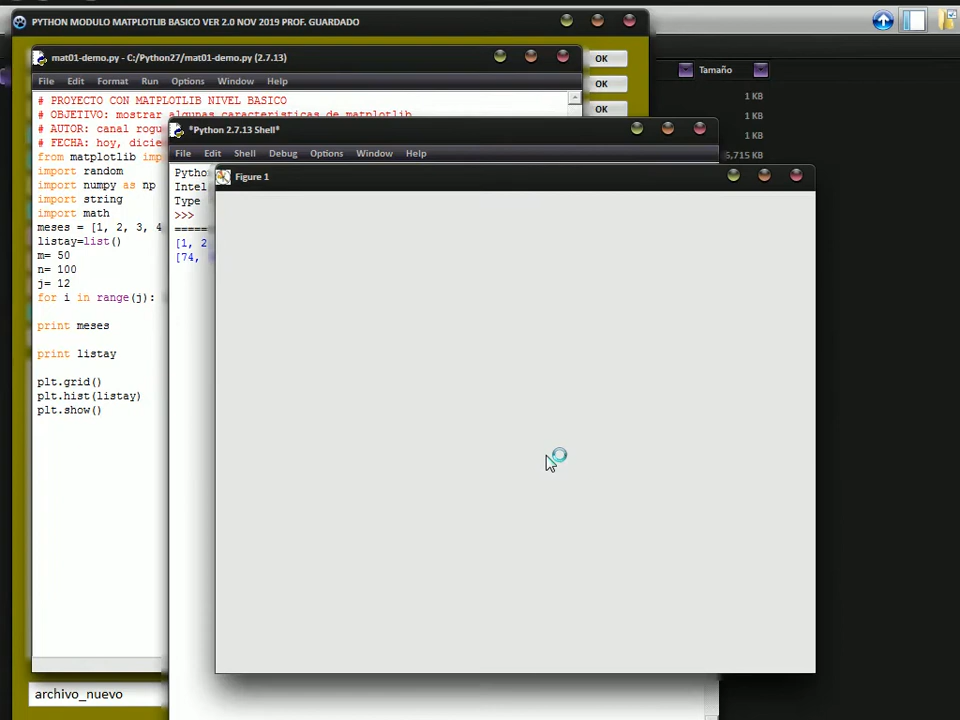 PYTHON MODULO MATPLOTLIB BASICO VER 2.0 NOV 2019 PROF. GUARDADO
mat01-demo.py - C:/Python27/mat01-demo.py (2.7.13)
OK
OK
OK
Tamaño
1 KB
1 KB
1 KB
5,715 KB
File Edit Format Run Options Window Help
# PROYECTO CON MATPLOTLIB NIVEL BASICO
# OBJETIVO: mostrar algunas caracteristicas de matplotlib
# AUTOR: canal rogu
# FECHA: hoy, dicie
from matplotlib imp
import random
import numpy as np
import string
import math
meses = [1, 2, 3, 4
listay=list()
m= 50
n= 100
j= 12
for i in range(j):
print meses
print listay
plt.grid()
plt.hist(listay)
plt.show()
*Python 2.7.13 Shell*
File Edit Shell Debug Options Window Help
Pytho
Intel
Type
>>>
=====
[1, 2
[74,
Figure 1
archivo_nuevo